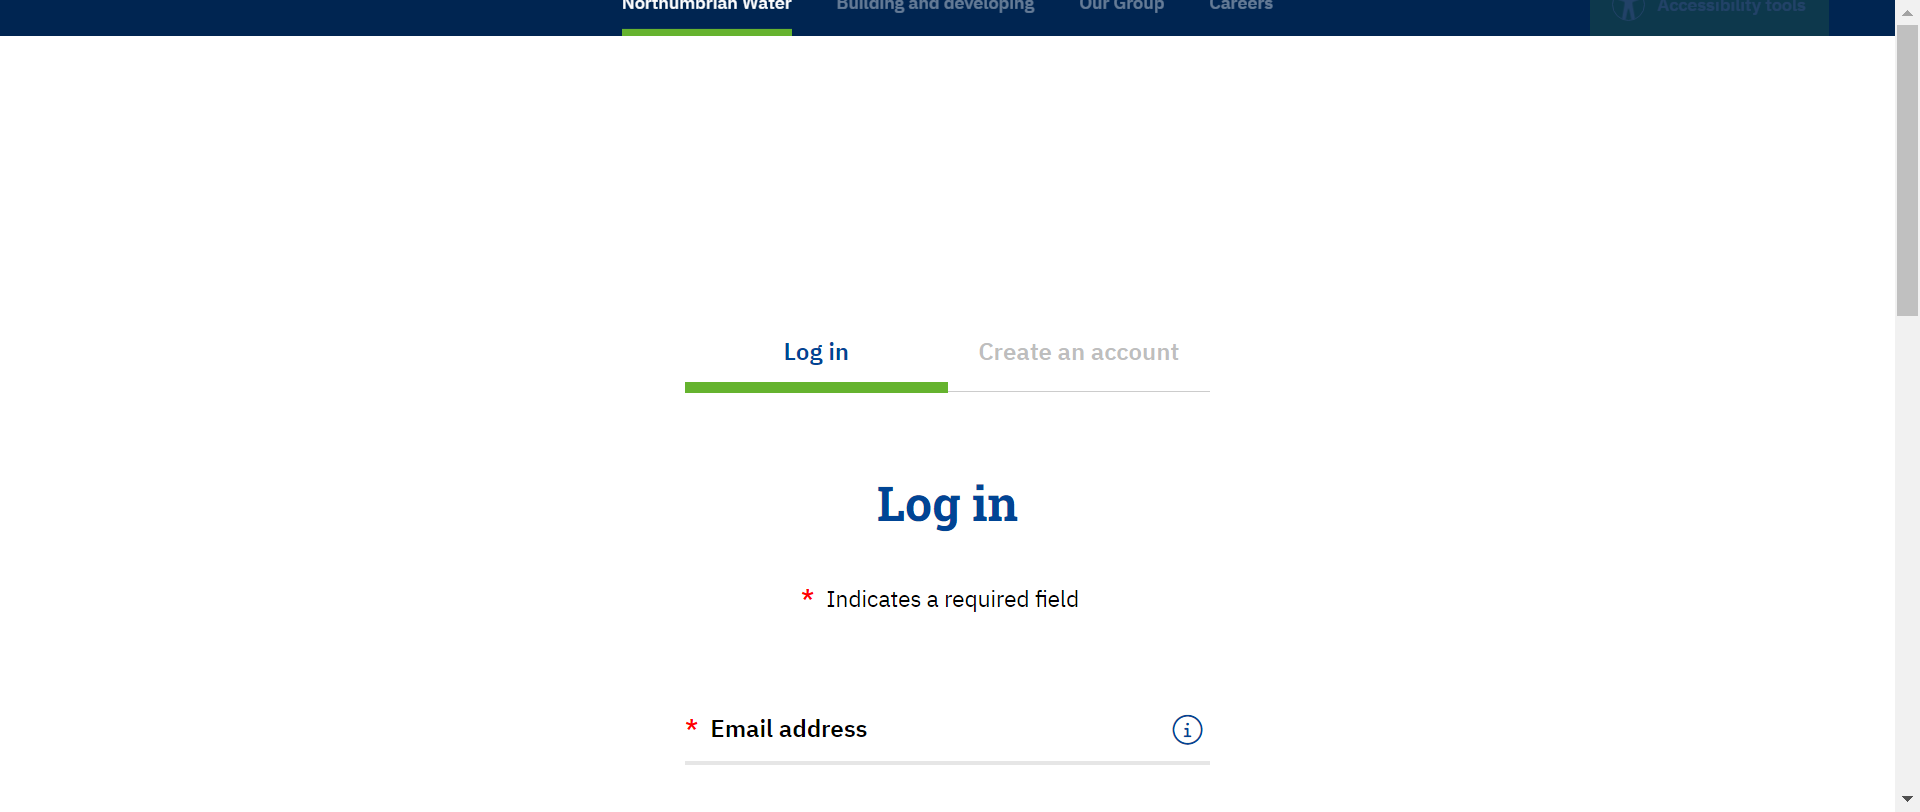 Northumbrian Water Building and developing Our Group Careers Accessibility tools
Log in Create an account
Log in
* Indicates a required field
* Email address